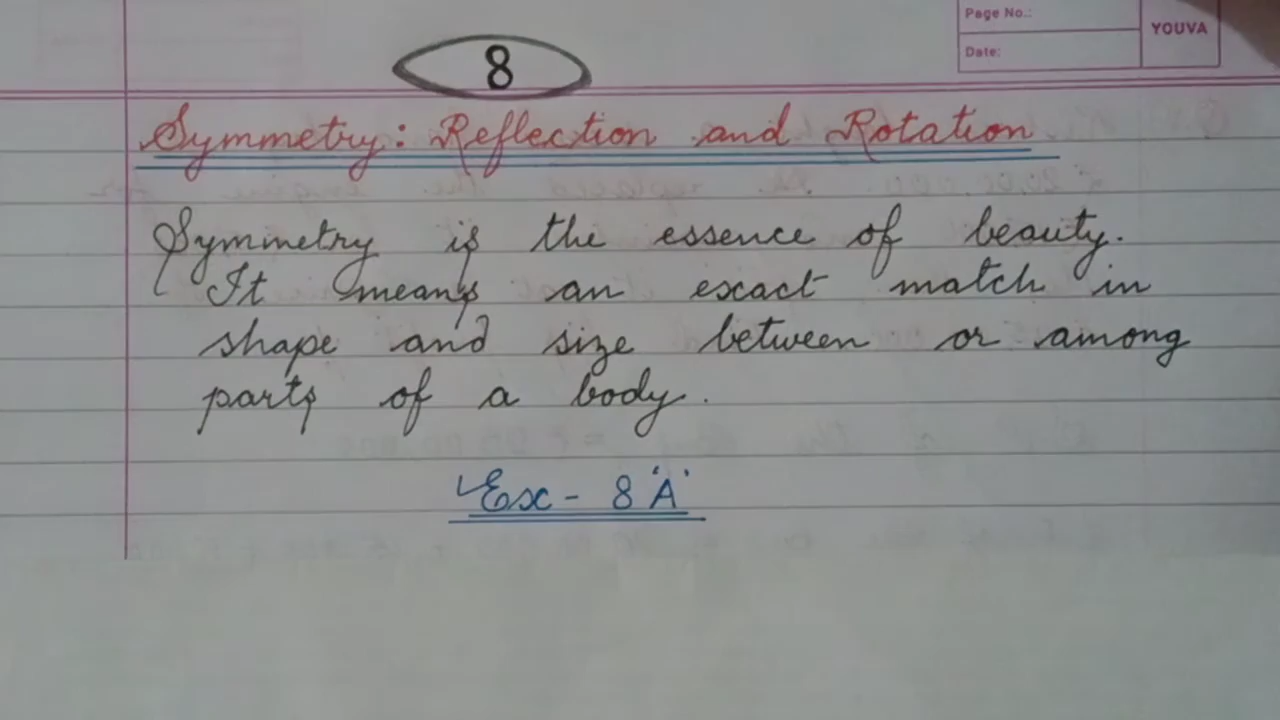 Page No.:
YOUVA
Date:
8
Symmetry: Reflection and Rotation
Symmetry is the essence of beauty.
It means an exact match in
shape and size between or among
parts of a body.
Ex - 8 'A'